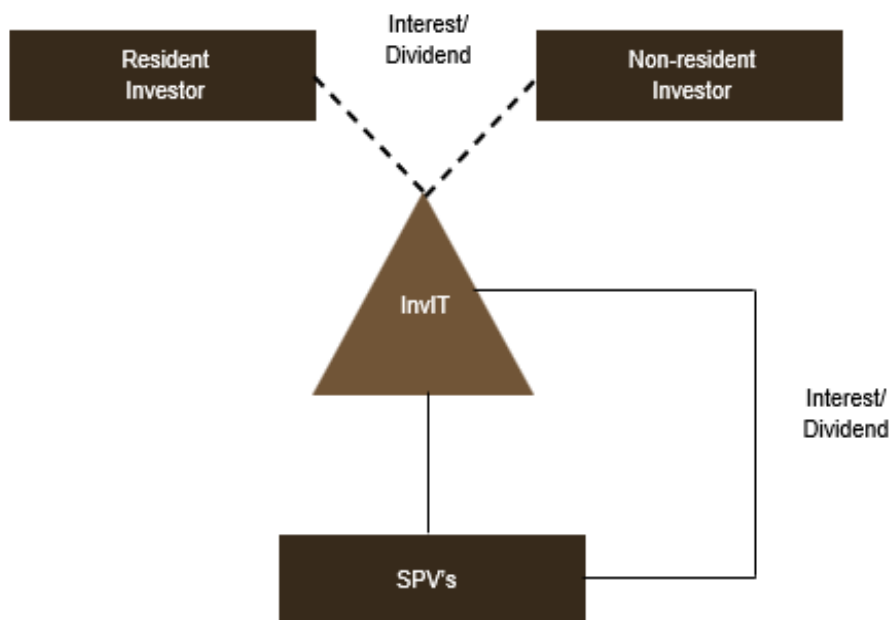 Interest/
Dividend
Resident
Investor
Non-resident
Investor
InvIT
Interest/
Dividend
SPV's